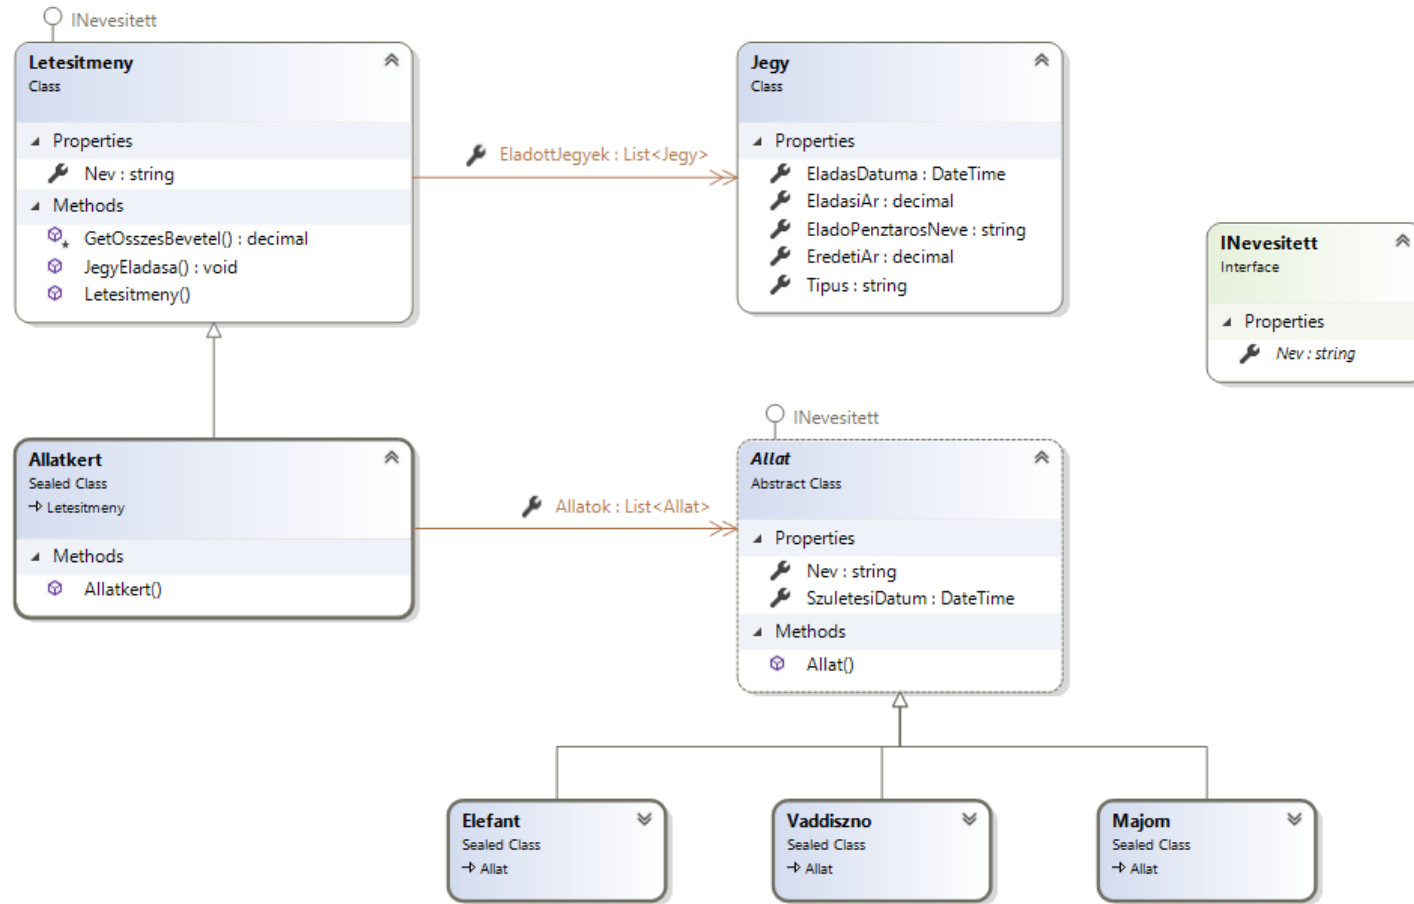 INevesitett
Letesitmeny
Class
Properties
Nev : string
Methods
GetOsszesBevetel() : decimal
JegyEladasa() : void
Letesitmeny()
EladottJegyek : List<Jegy>
Jegy
Class
Properties
EladasDatuma : DateTime
EladasiAr : decimal
EladoPenztarosNeve : string
EredetiAr : decimal
Tipus : string
INevesitett
Interface
Properties
Nev : string
Allatkert
Sealed Class
Letesitmeny
Methods
Allatkert()
Allatok : List<Allat>
INevesitett
Allat
Abstract Class
Properties
Nev : string
SzuletesiDatum : DateTime
Methods
Allat()
Elefant
Sealed Class
Allat
Vaddiszno
Sealed Class
Allat
Majom
Sealed Class
Allat